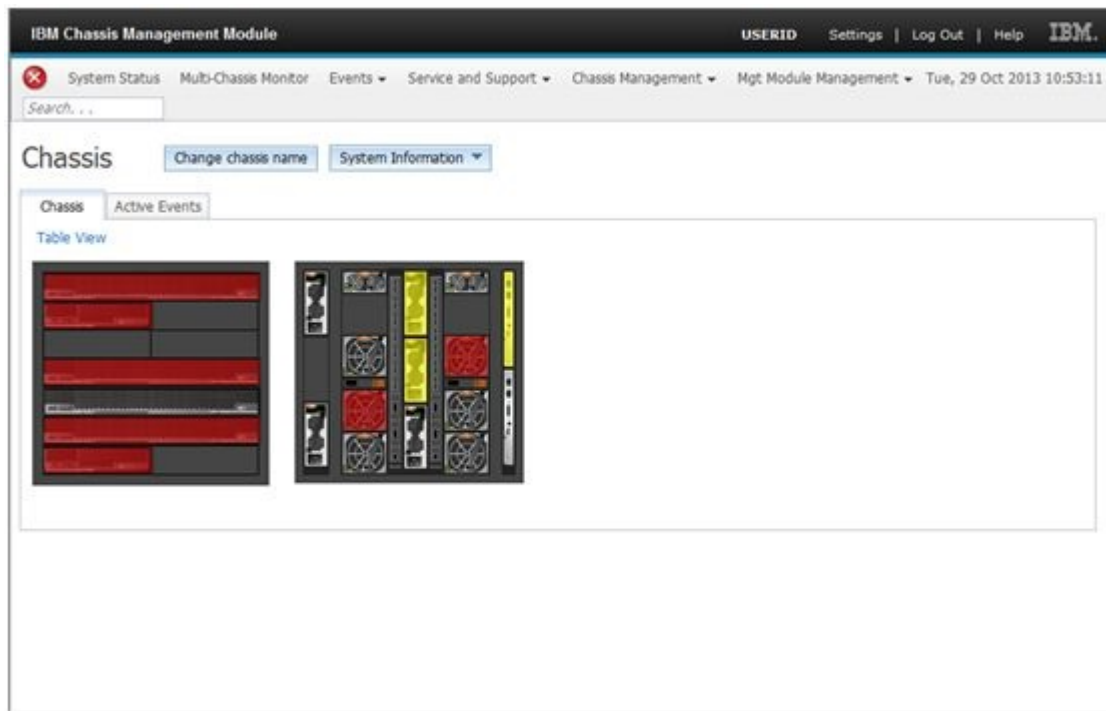 IBM Chassis Management Module USERID Settings | Log Out | Help IBM.
System Status Multi-Chassis Monitor Events Service and Support Chassis Management Mgt Module Management Tue, 29 Oct 2013 10:53:11
Search. . .
Chassis Change chassis name System Information
Chassis Active Events
Table View